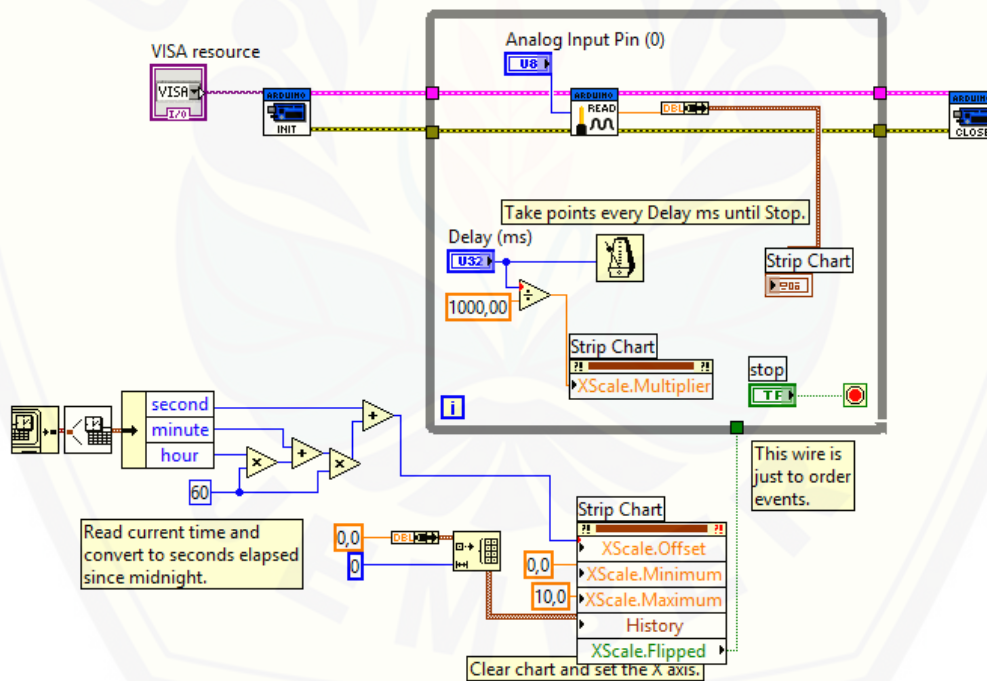 VISA resource
VISA
I/O
ARDUINO
INIT
Analog Input Pin (0)
U8
ARDUINO
READ
DBL
ARDUINO
CLOSE
Take points every Delay ms until Stop.
Delay (ms)
U32
1000,00
÷
Strip Chart
Strip Chart
?!
?!
XScale.Multiplier
stop
TF
i
second
minute
hour
+
+
×
×
60
This wire is
just to order
events.
Read current time and
convert to seconds elapsed
since midnight.
0,0
DBL
0
Strip Chart
?!
?!
XScale.Offset
0,0
XScale.Minimum
10,0
XScale.Maximum
History
XScale.Flipped
Clear chart and set the X axis.